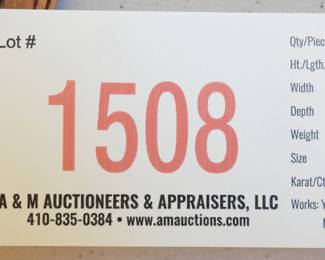 Lot #
1508
A & M AUCTIONEERS & APPRAISERS, LLC
410-835-0384 • www.amauctions.com
Qty/Piec
Ht./Lgth.
Width
Depth
Weight
Size
Karat/Ct
Works: Y